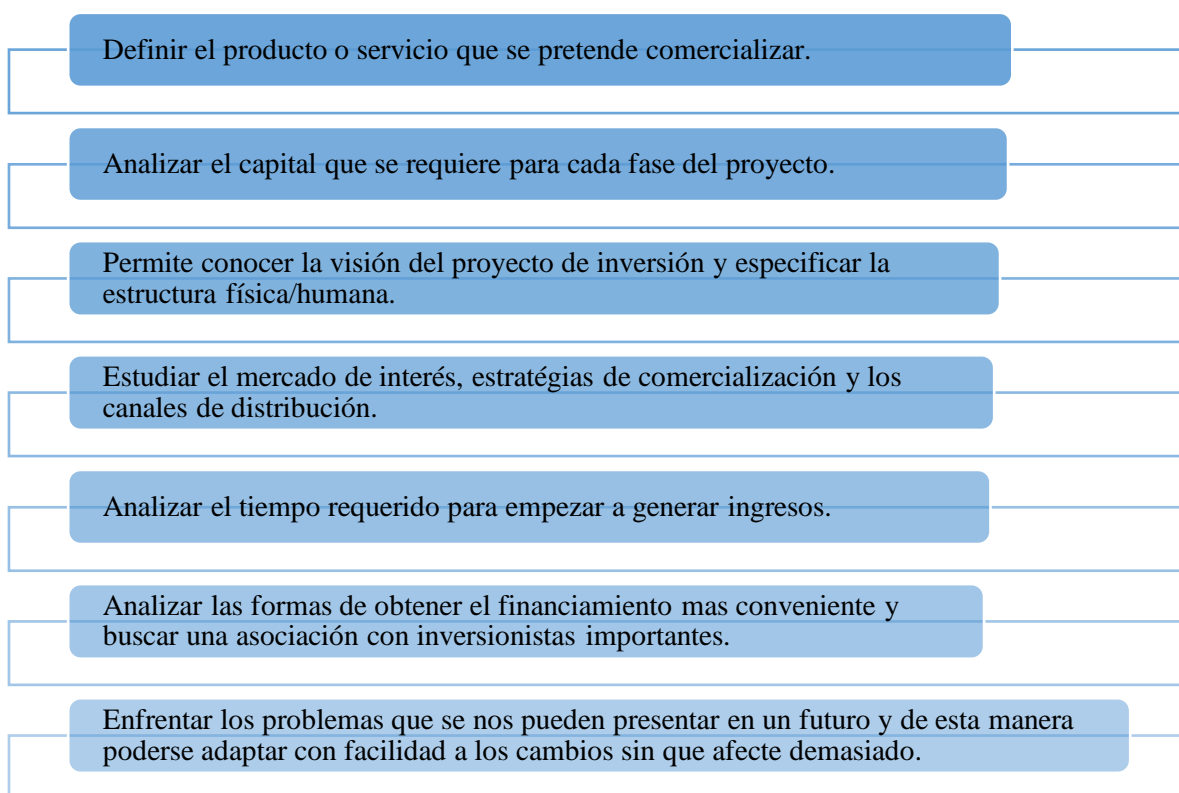 Definir el producto o servicio que se pretende comercializar.
Analizar el capital que se requiere para cada fase del proyecto.
Permite conocer la visión del proyecto de inversión y especificar la
estructura física/humana.
Estudiar el mercado de interés, estratégias de comercialización y los
canales de distribución.
Analizar el tiempo requerido para empezar a generar ingresos.
Analizar las formas de obtener el financiamiento mas conveniente y
buscar una asociación con inversionistas importantes.
Enfrentar los problemas que se nos pueden presentar en un futuro y de esta manera
poderse adaptar con facilidad a los cambios sin que afecte demasiado.